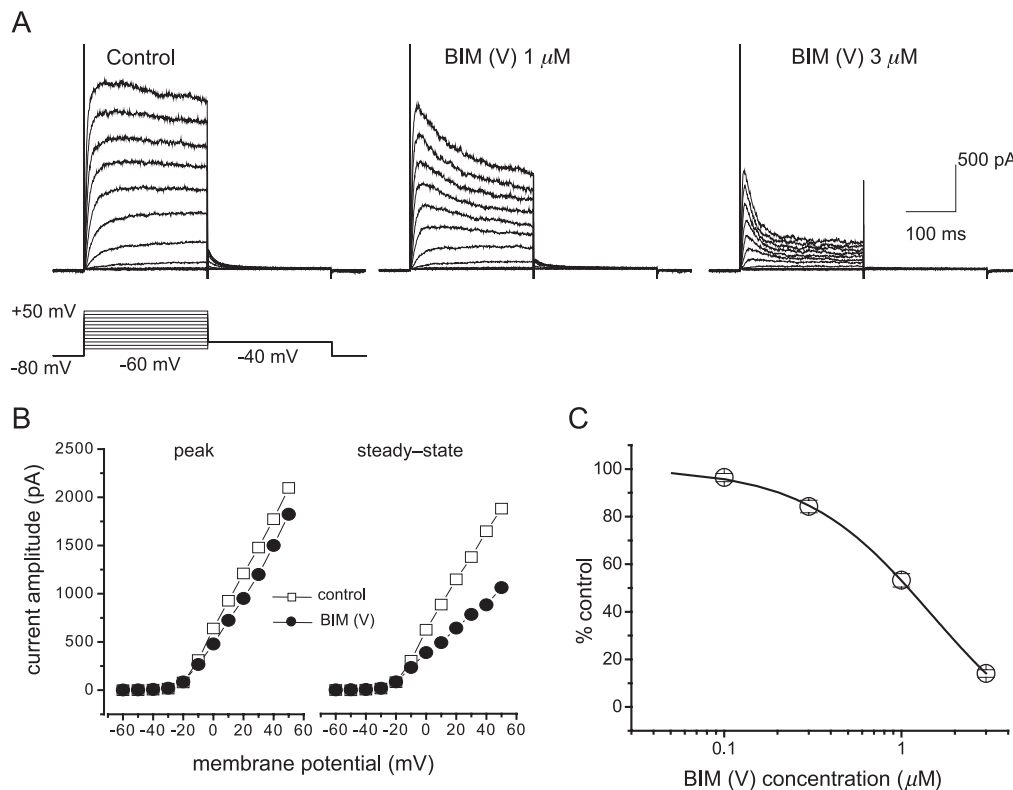 A
Control
BIM (V) 1 μM
BIM (V) 3 μM
500 pA
100 ms
+50 mV
-80 mV
-60 mV
-40 mV
B
peak
steady–state
2500
2000
1500
1250
500
0
current amplitude (pA)
control
BIM (V)
-60 -40 -20 0 20 40 60
-60 -40 -20 0 20 40 60
membrane potential (mV)
C
100
80
60
40
20
0
% control
0.1
1
BIM (V) concentration (μM)